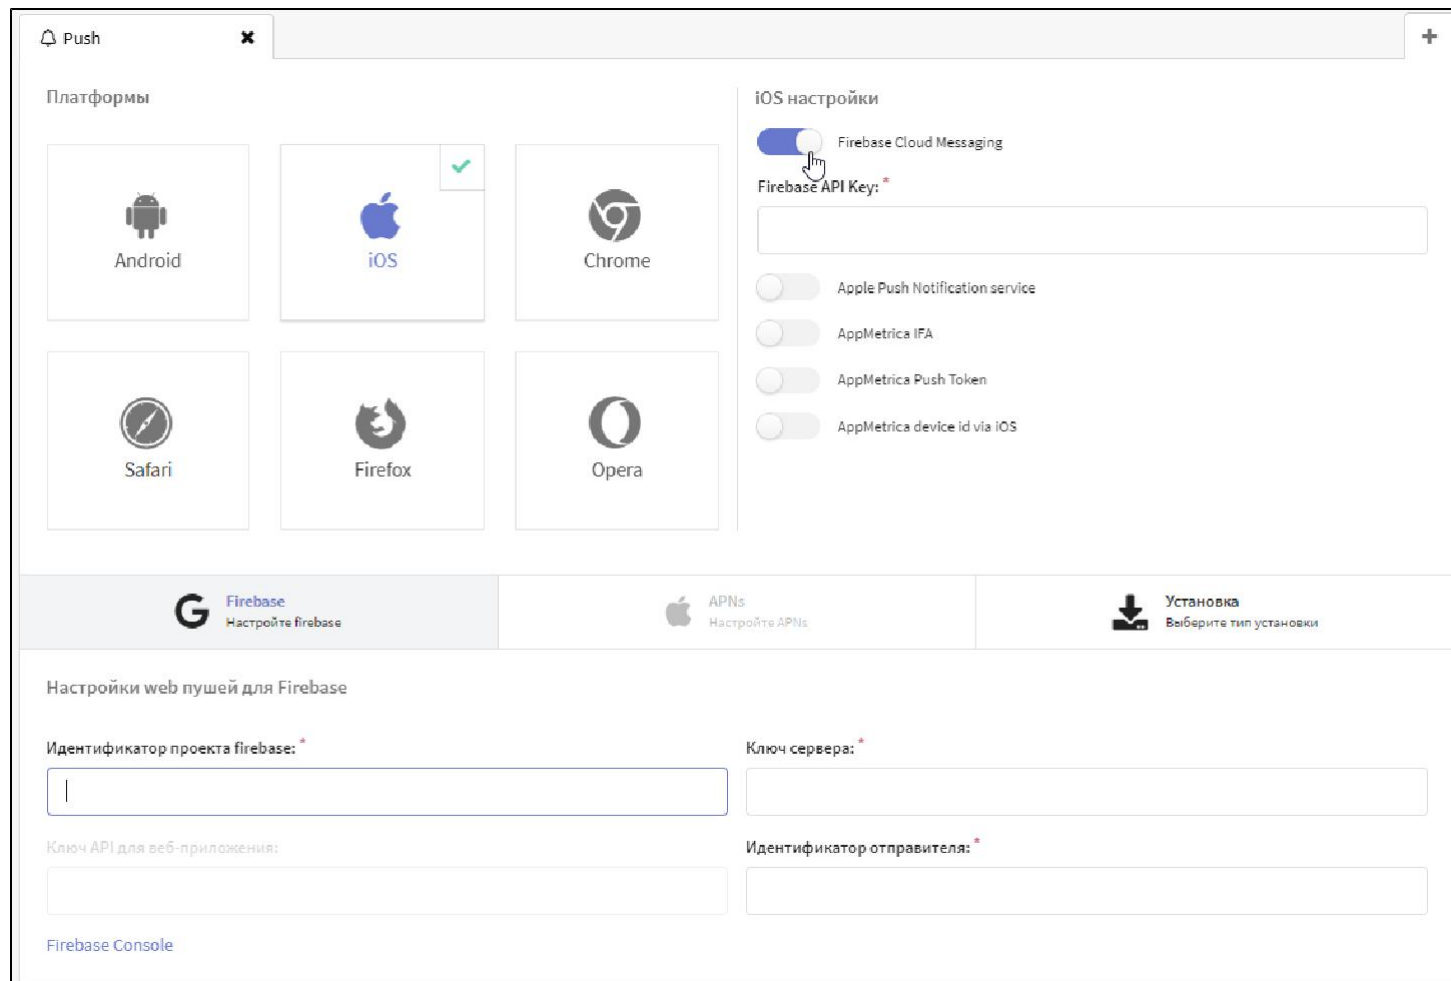 Push
Платформы
Android
iOS
Chrome
Safari
Firefox
Opera
iOS настройки
Firebase Cloud Messaging
Firebase API Key: *
Apple Push Notification service
AppMetrica IFA
AppMetrica Push Token
AppMetrica device id via iOS
Firebase
Настройте firebase
APNs
Настройте APNs
Установка
Выберите тип установки
Настройки web пушей для Firebase
Идентификатор проекта firebase: *
Ключ сервера: *
Ключ API для веб-приложения:
Идентификатор отправителя: *
Firebase Console